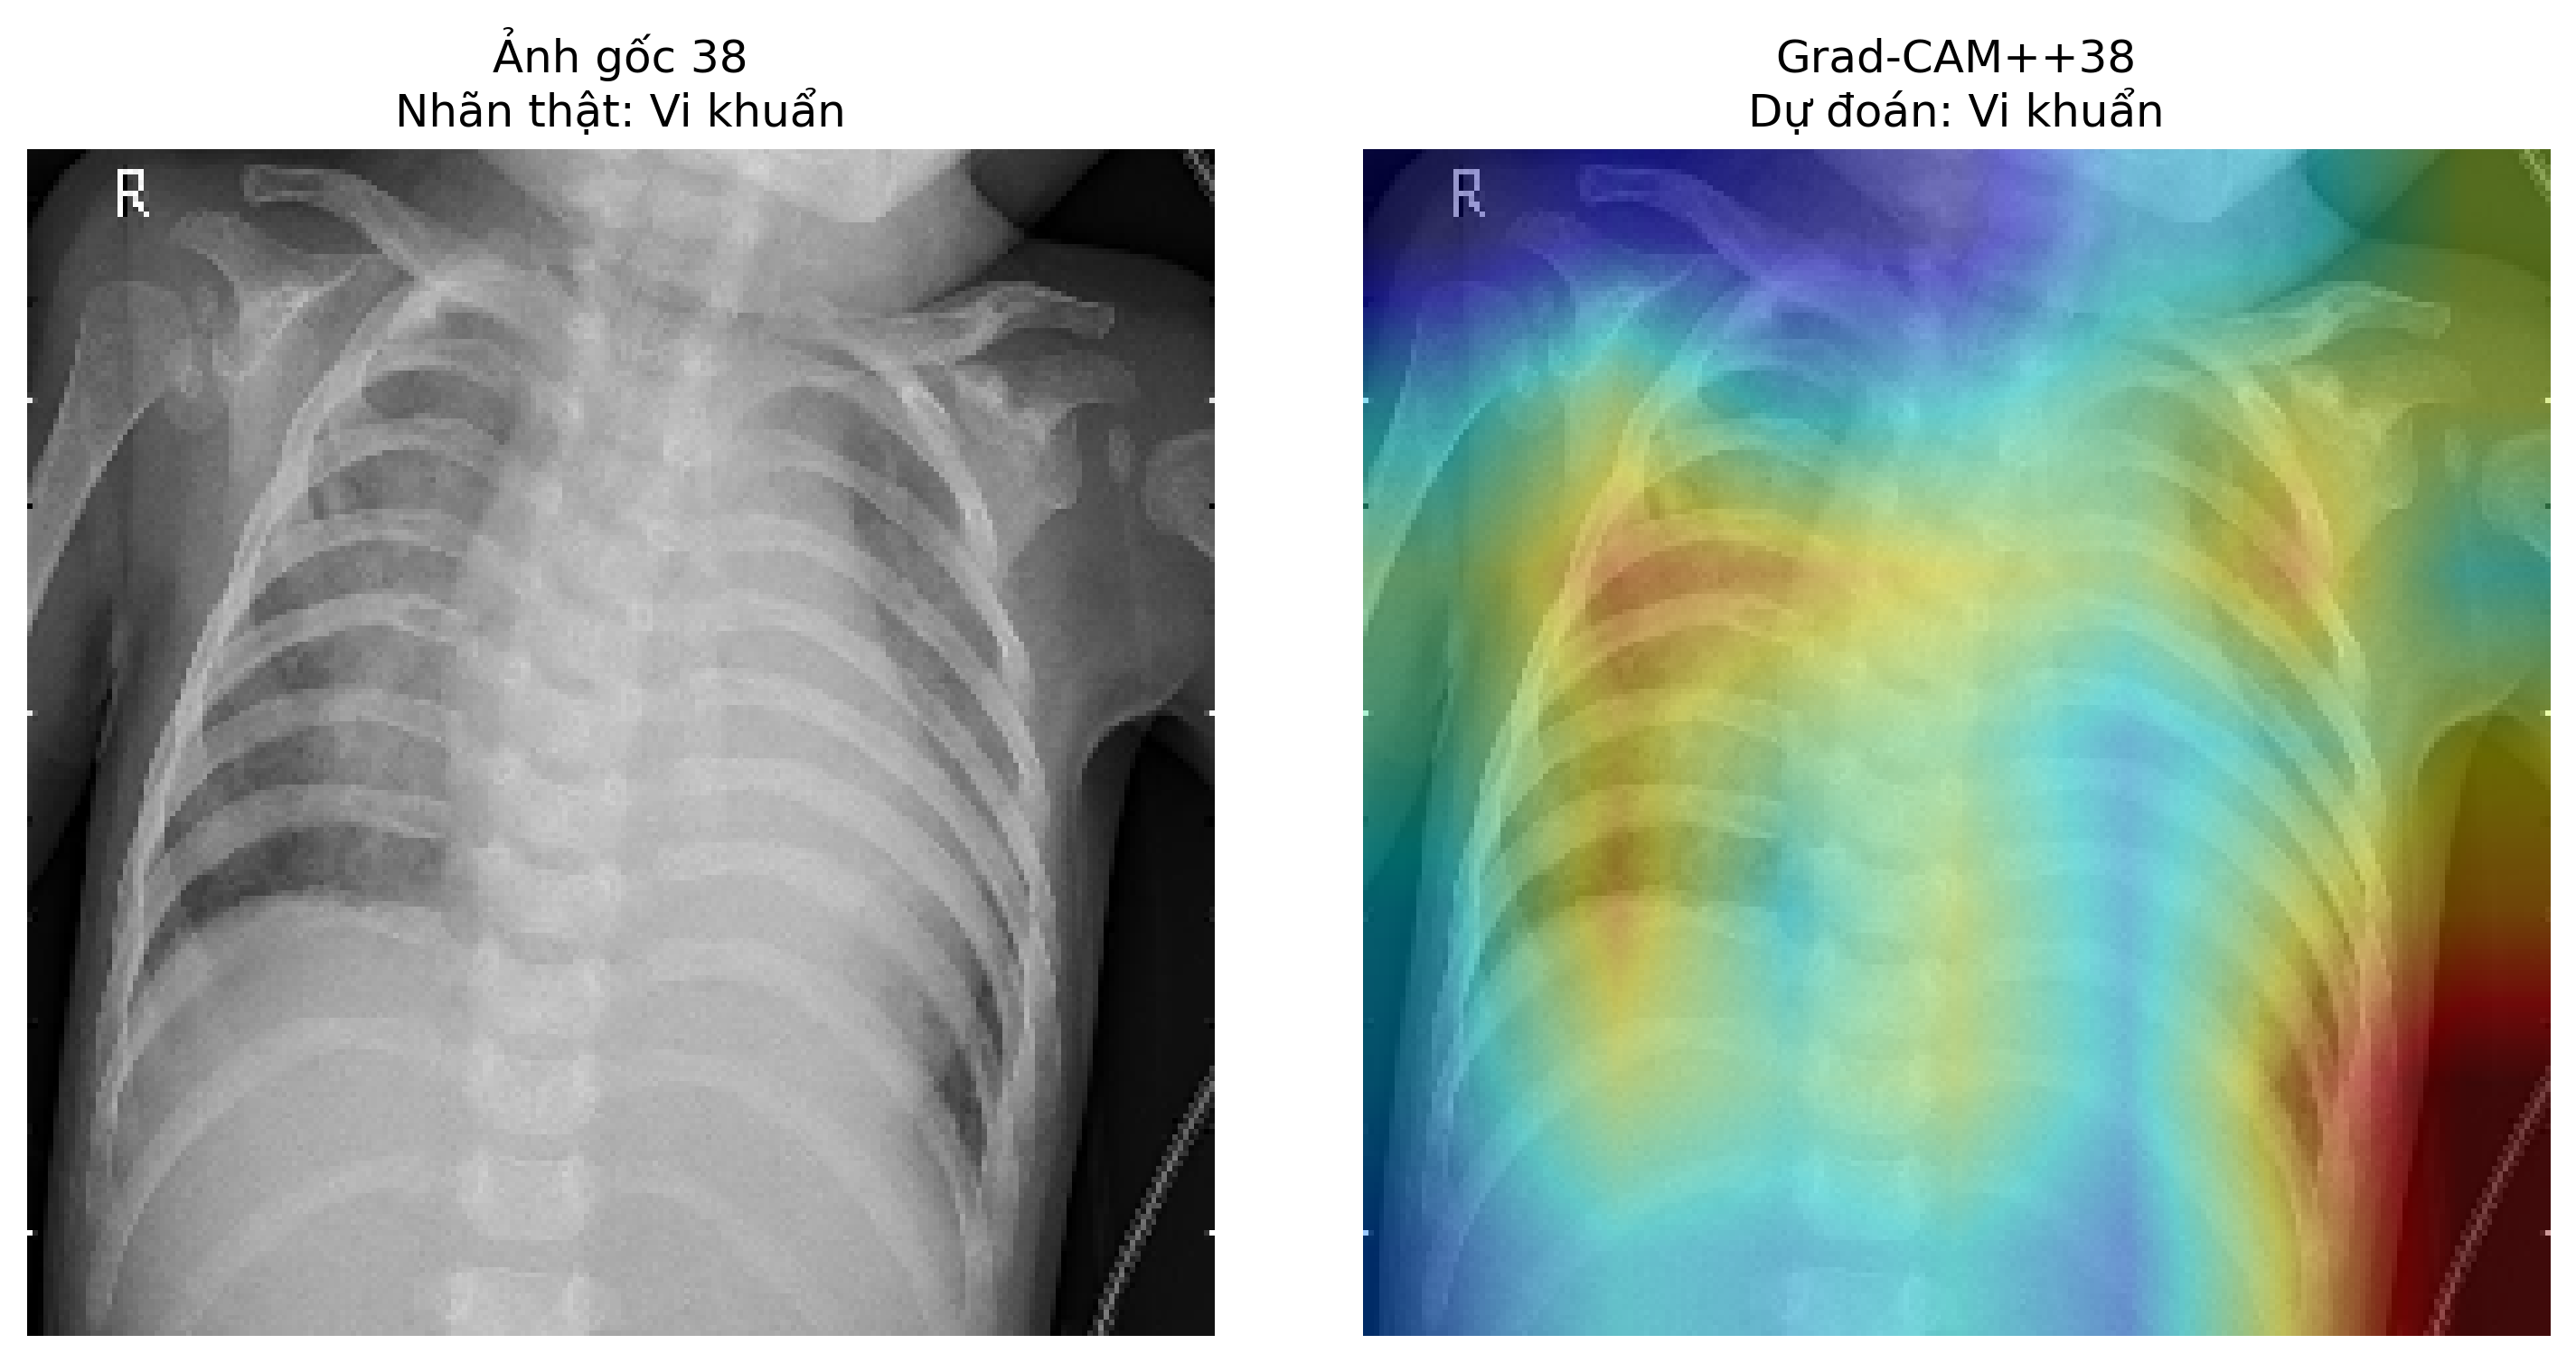 Ảnh gốc 38
Nhãn thật: Vi khuẩn
R
Grad-CAM++38
Dự đoán: Vi khuẩn
R